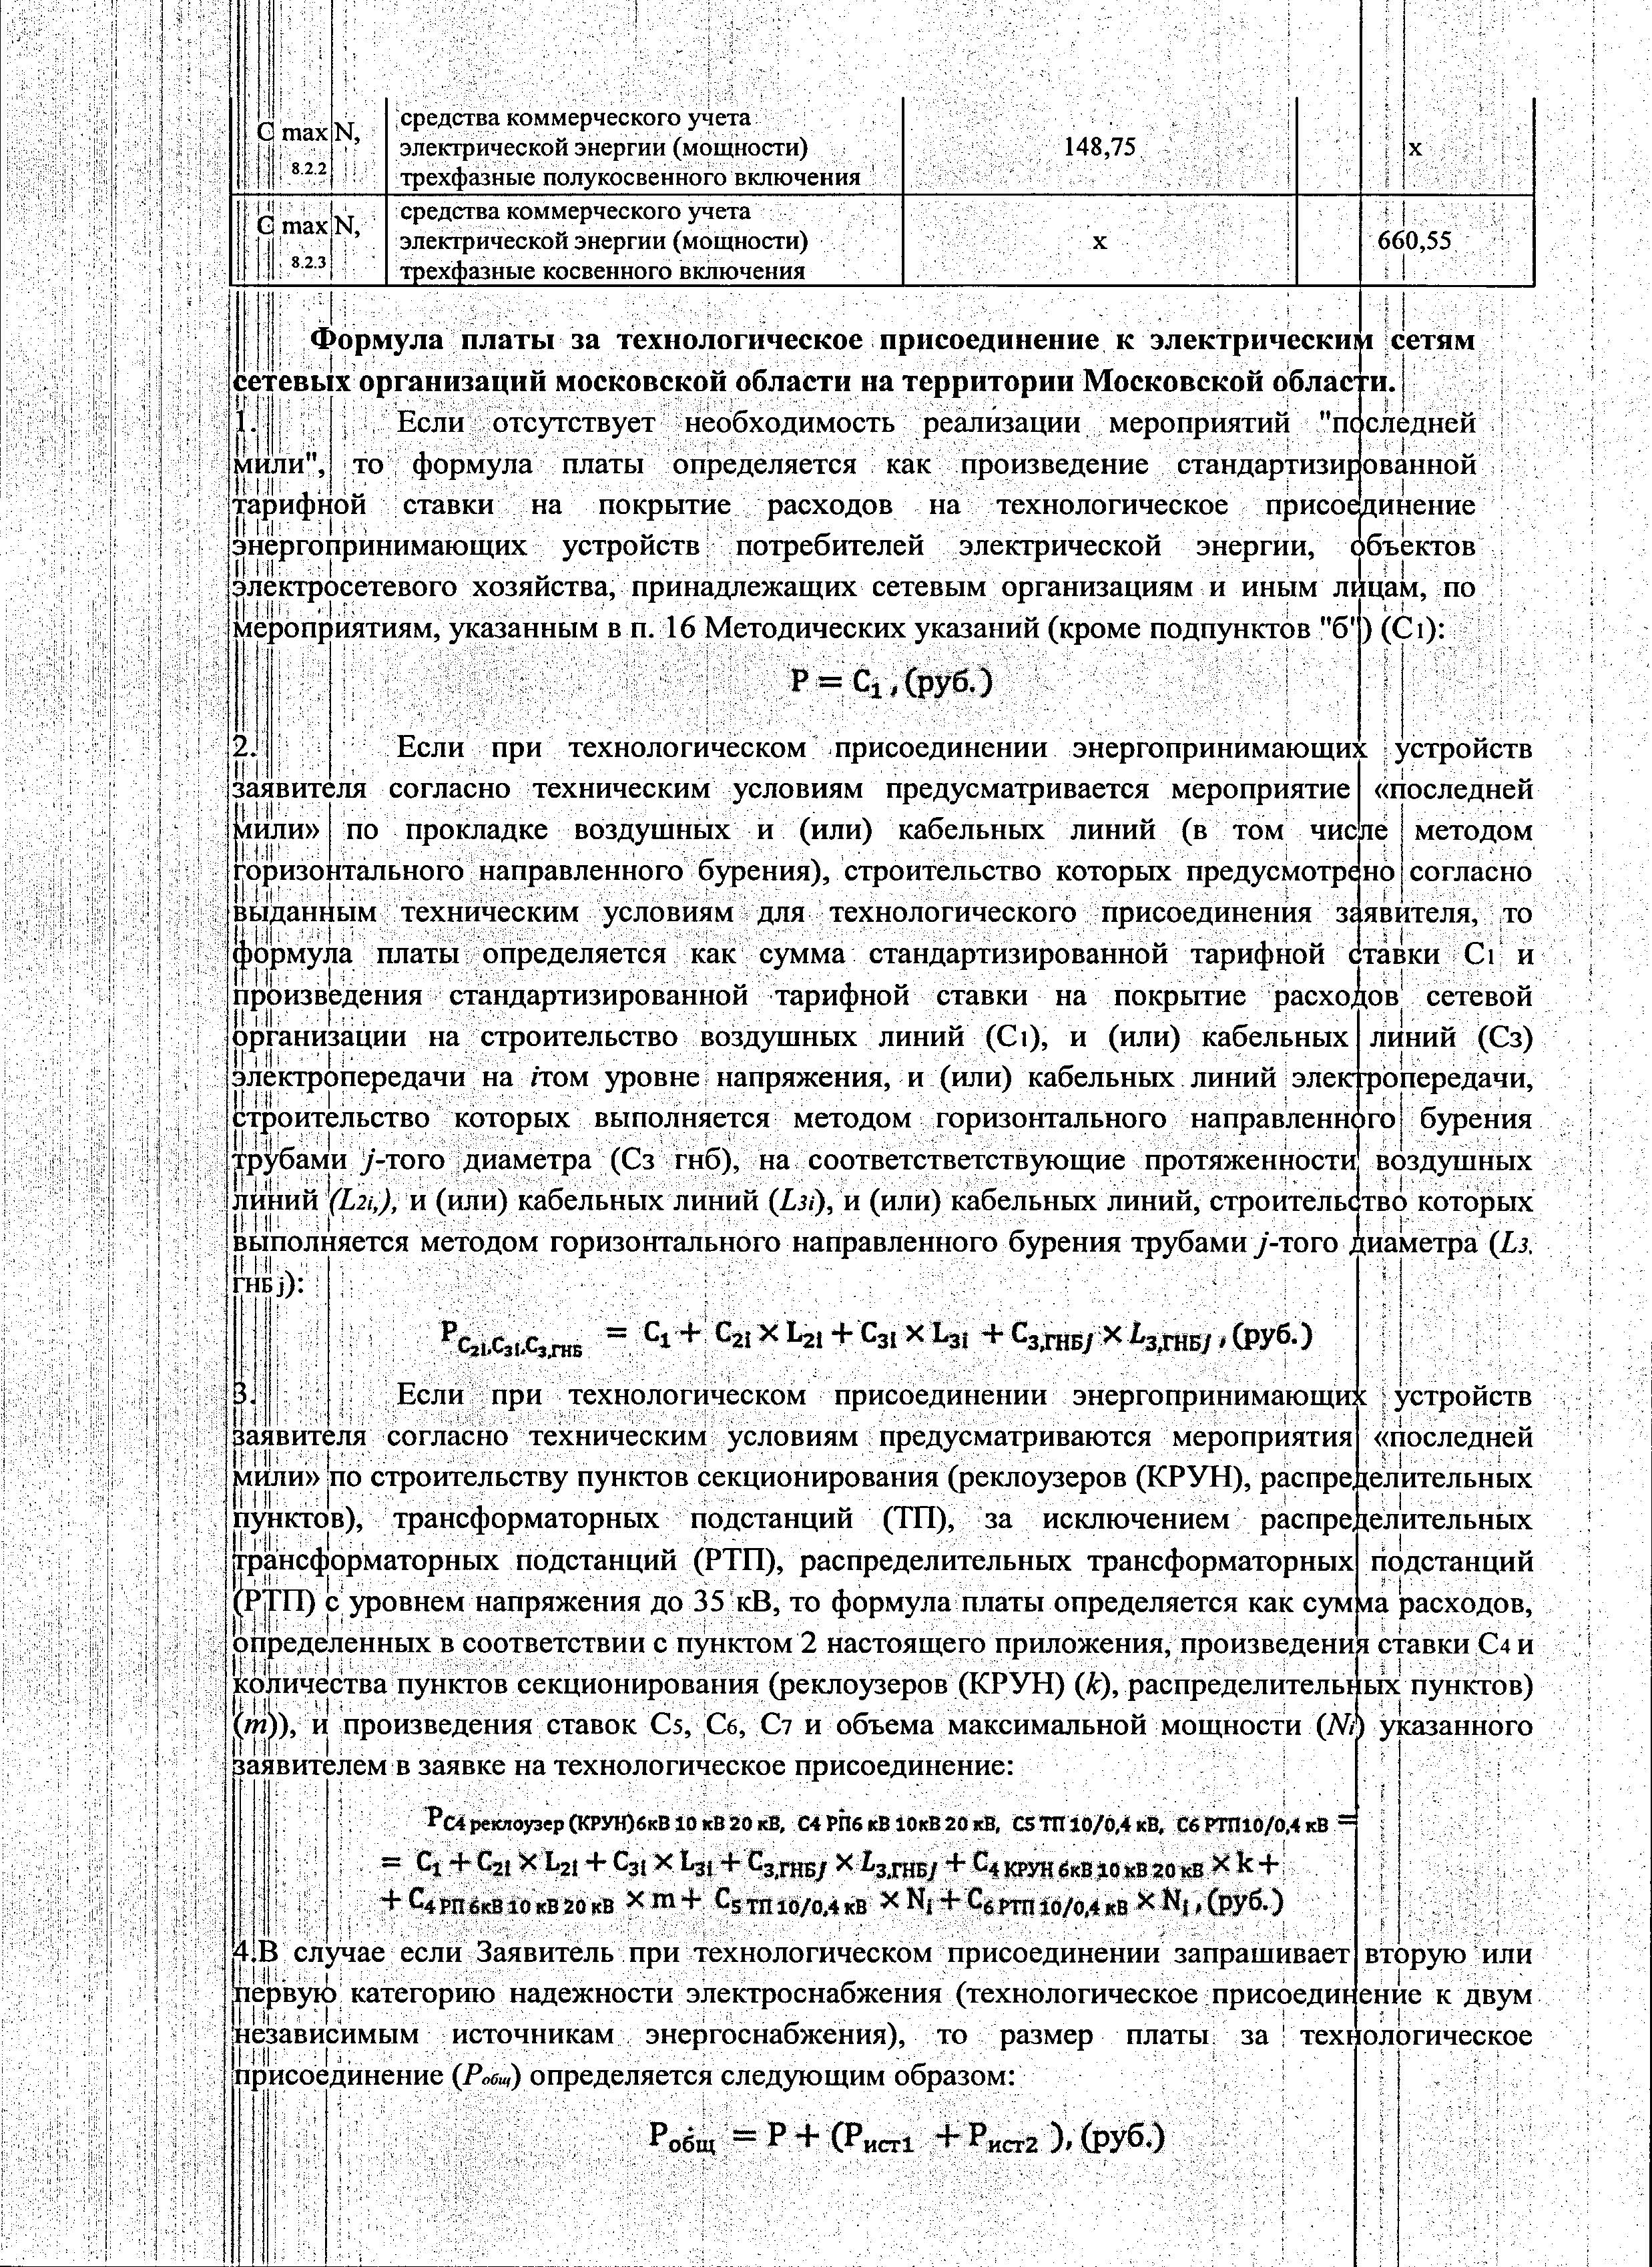 C max N, 8.2.2 средства коммерческого учета
электрической энергии (мощности)
трехфазные полукосвенного включения 148,75 х
C max N, 8.2.3 средства коммерческого учета
электрической энергии (мощности)
трехфазные косвенного включения х 660,55
Формула платы за технологическое присоединение к электрическим сетям
сетевых организаций московской области на территории Московской области.
1. Если отсутствует необходимость реализации мероприятий "последней
мили", то формула платы определяется как произведение стандартизированной
тарифной ставки на покрытие расходов на технологическое присоединение
энергопринимающих устройств потребителей электрической энергии, объектов
электросетевого хозяйства, принадлежащих сетевым организациям и иным лицам, по
мероприятиям, указанным в п. 16 Методических указаний (кроме подпунктов "б") (С1):
P = C1 , (руб.)
2. Если при технологическом присоединении энергопринимающих устройств
заявителя согласно техническим условиям предусматривается мероприятие «последней
мили» по прокладке воздушных и (или) кабельных линий (в том числе методом
горизонтального направленного бурения), строительство которых предусмотрено согласно
выданным техническим условиям для технологического присоединения заявителя, то
формула платы определяется как сумма стандартизированной тарифной ставки С1 и
произведения стандартизированной тарифной ставки на покрытие расходов сетевой
организации на строительство воздушных линий (С1), и (или) кабельных линий (С3)
электропередачи на iтом уровне напряжения, и (или) кабельных линий электропередачи,
строительство которых выполняется методом горизонтального направленного бурения
трубами j-того диаметра (С3 гнб), на соответстветствующие протяженности воздушных
линий (L2i,), и (или) кабельных линий (L3i), и (или) кабельных линий, строительство которых
выполняется методом горизонтального направленного бурения трубами j-того диаметра (L3.
ГНБ j):
P C2i,C3i,C3,ГНБ = C1 + C2i × L2i + C3i × L3i + C3,ГНБj × L3,ГНБj , (руб.)
3. Если при технологическом присоединении энергопринимающих устройств
заявителя согласно техническим условиям предусматриваются мероприятия «последней
мили» по строительству пунктов секционирования (реклоузеров (КРУН), распределительных
пунктов), трансформаторных подстанций (ТП), за исключением распределительных
трансформаторных подстанций (РТП), распределительных трансформаторных подстанций
(РТП) с уровнем напряжения до 35 кВ, то формула платы определяется как сумма расходов,
определенных в соответствии с пунктом 2 настоящего приложения, произведения ставки С4 и
количества пунктов секционирования (реклоузеров (КРУН) (k), распределительных пунктов)
(m)), и произведения ставок С5, С6, С7 и объема максимальной мощности (Ni) указанного
заявителем в заявке на технологическое присоединение:
P С4 реклоузер (КРУН)6кВ 10 кВ 20 кВ, С4 РП6 кВ 10кВ 20 кВ, С5 ТП 10/0,4 кВ, С6 РТП10/0,4 кВ =
= C1 + C2i × L2i + C3i × L3i + C3,ГНБj × L3,ГНБj + C4 КРУН 6кВ 10 кВ 20 кВ × k +
+ C4 РП 6кВ 10 кВ 20 кВ × m + C5 ТП 10/0,4 кВ × Ni + C6 РТП 10/0,4 кВ × Ni , (руб.)
4.В случае если Заявитель при технологическом присоединении запрашивает вторую или
первую категорию надежности электроснабжения (технологическое присоединение к двум
независимым источникам энергоснабжения), то размер платы за технологическое
присоединение (Pобщ) определяется следующим образом:
Pобщ = P + (Pист1 + Pист2 ), (руб.)